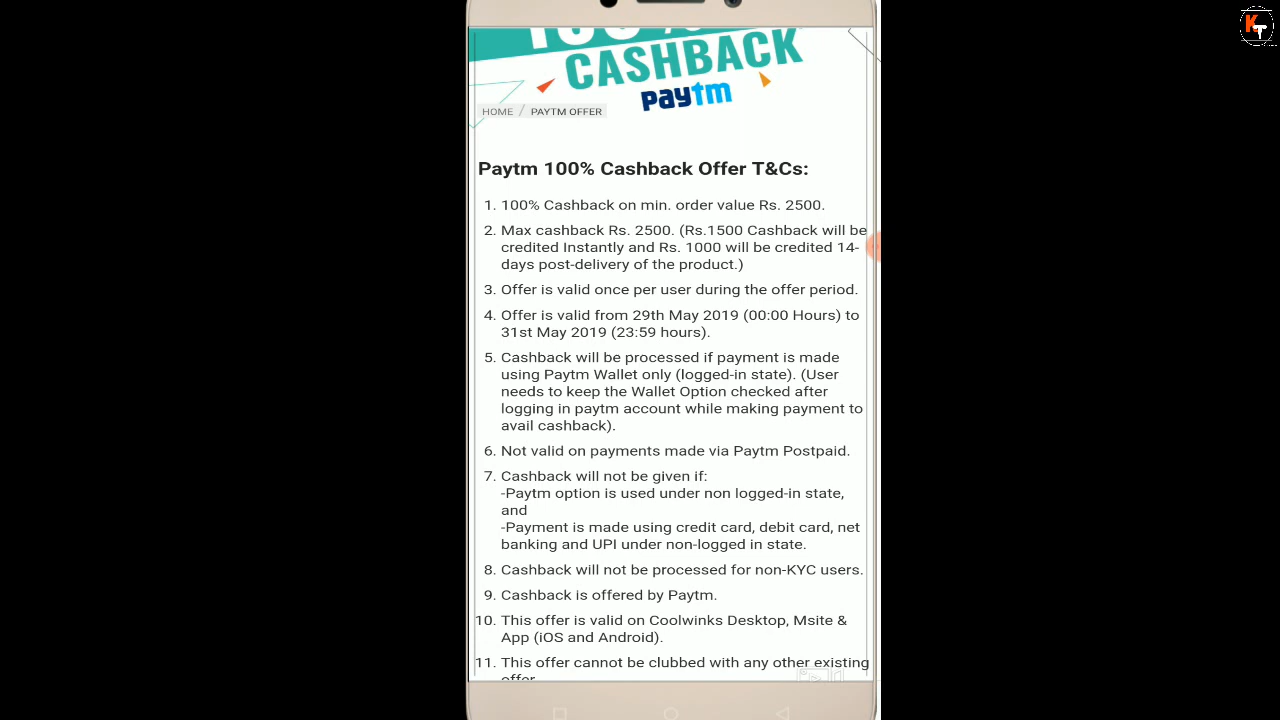 KT
100%
CASHBACK
paytm
HOME / PAYTM OFFER
Paytm 100% Cashback Offer T&Cs:
1. 100% Cashback on min. order value Rs. 2500.
2. Max cashback Rs. 2500. (Rs.1500 Cashback will be
credited Instantly and Rs. 1000 will be credited 14-
days post-delivery of the product.)
3. Offer is valid once per user during the offer period.
4. Offer is valid from 29th May 2019 (00:00 Hours) to
31st May 2019 (23:59 hours).
5. Cashback will be processed if payment is made
using Paytm Wallet only (logged-in state). (User
needs to keep the Wallet Option checked after
logging in paytm account while making payment to
avail cashback).
6. Not valid on payments made via Paytm Postpaid.
7. Cashback will not be given if:
-Paytm option is used under non logged-in state,
and
-Payment is made using credit card, debit card, net
banking and UPI under non-logged in state.
8. Cashback will not be processed for non-KYC users.
9. Cashback is offered by Paytm.
10. This offer is valid on Coolwinks Desktop, Msite &
App (iOS and Android).
11. This offer cannot be clubbed with any other existing
offer